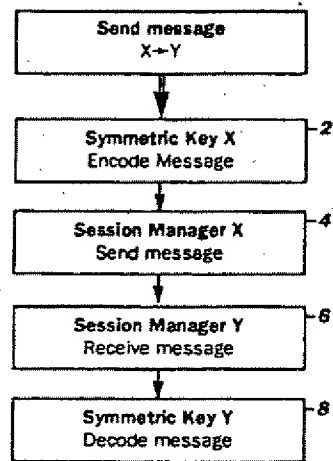 Send message
X→Y
Symmetric Key X
Encode Message
2
Session Manager X
Send message
4
Session Manager Y
Receive message
6
Symmetric Key Y
Decode message
8